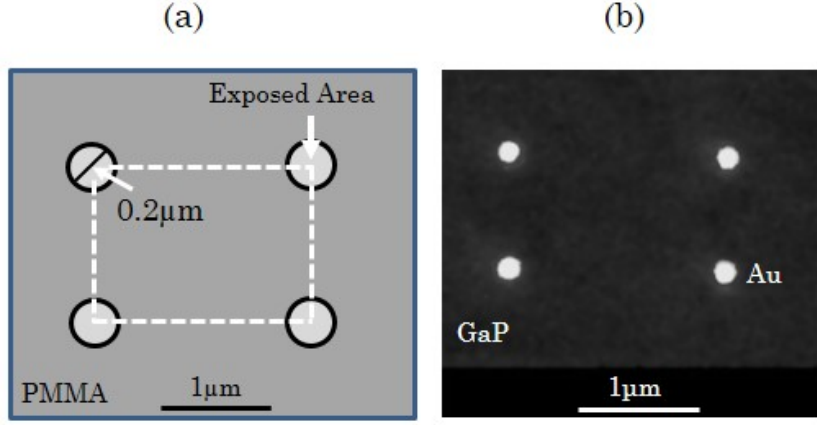 (a)
(b)
Exposed Area
0.2µm
PMMA
1µm
Au
GaP
1µm